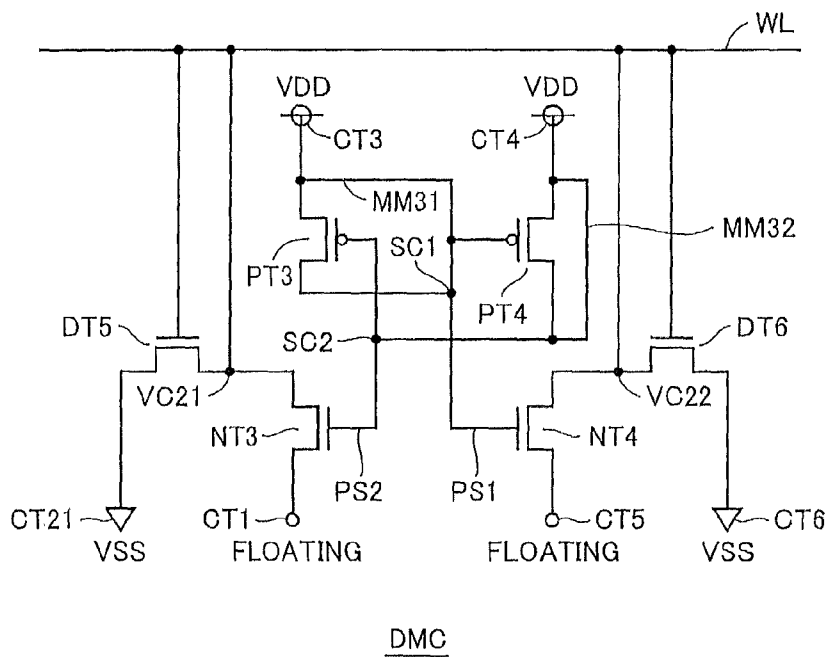 WL
VDD
VDD
CT3
CT4
MM31
MM32
PT3
SC1
PT4
DT5
SC2
DT6
VC21
VC22
NT3
NT4
PS2
PS1
CT21
VSS
CT1
FLOATING
CT5
FLOATING
CT6
VSS
DMC